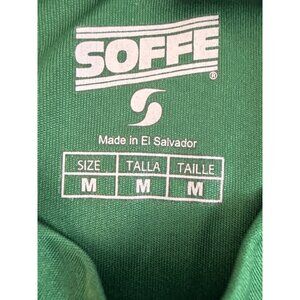 SOFFE®
Made in El Salvador
SIZE TALLA TAILLE
M M M